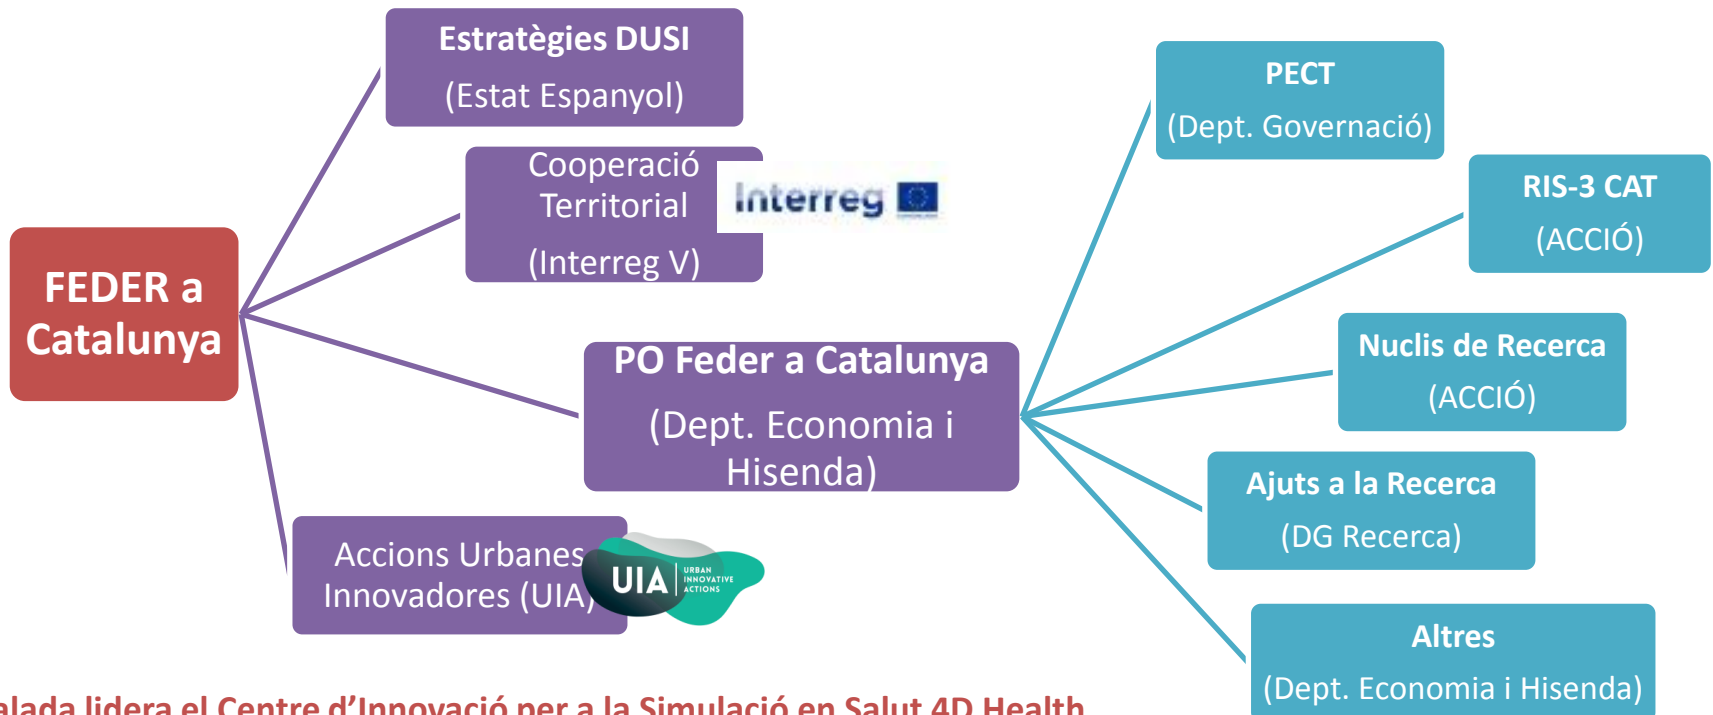 Estratègies DUSI
(Estat Espanyol)
Cooperació
Territorial
(Interreg V)
Interreg
FEDER a
Catalunya
PO Feder a Catalunya
(Dept. Economia i
Hisenda)
Accions Urbanes
Innovadores (UIA)
UIA
URBAN
INNOVATIVE
ACTIONS
PECT
(Dept. Governació)
RIS-3 CAT
(ACCIÓ)
Nuclis de Recerca
(ACCIÓ)
Ajuts a la Recerca
(DG Recerca)
Altres
(Dept. Economia i Hisenda)
lidera el Centre d'Innovació per a la Simulació en Salut 4D Health